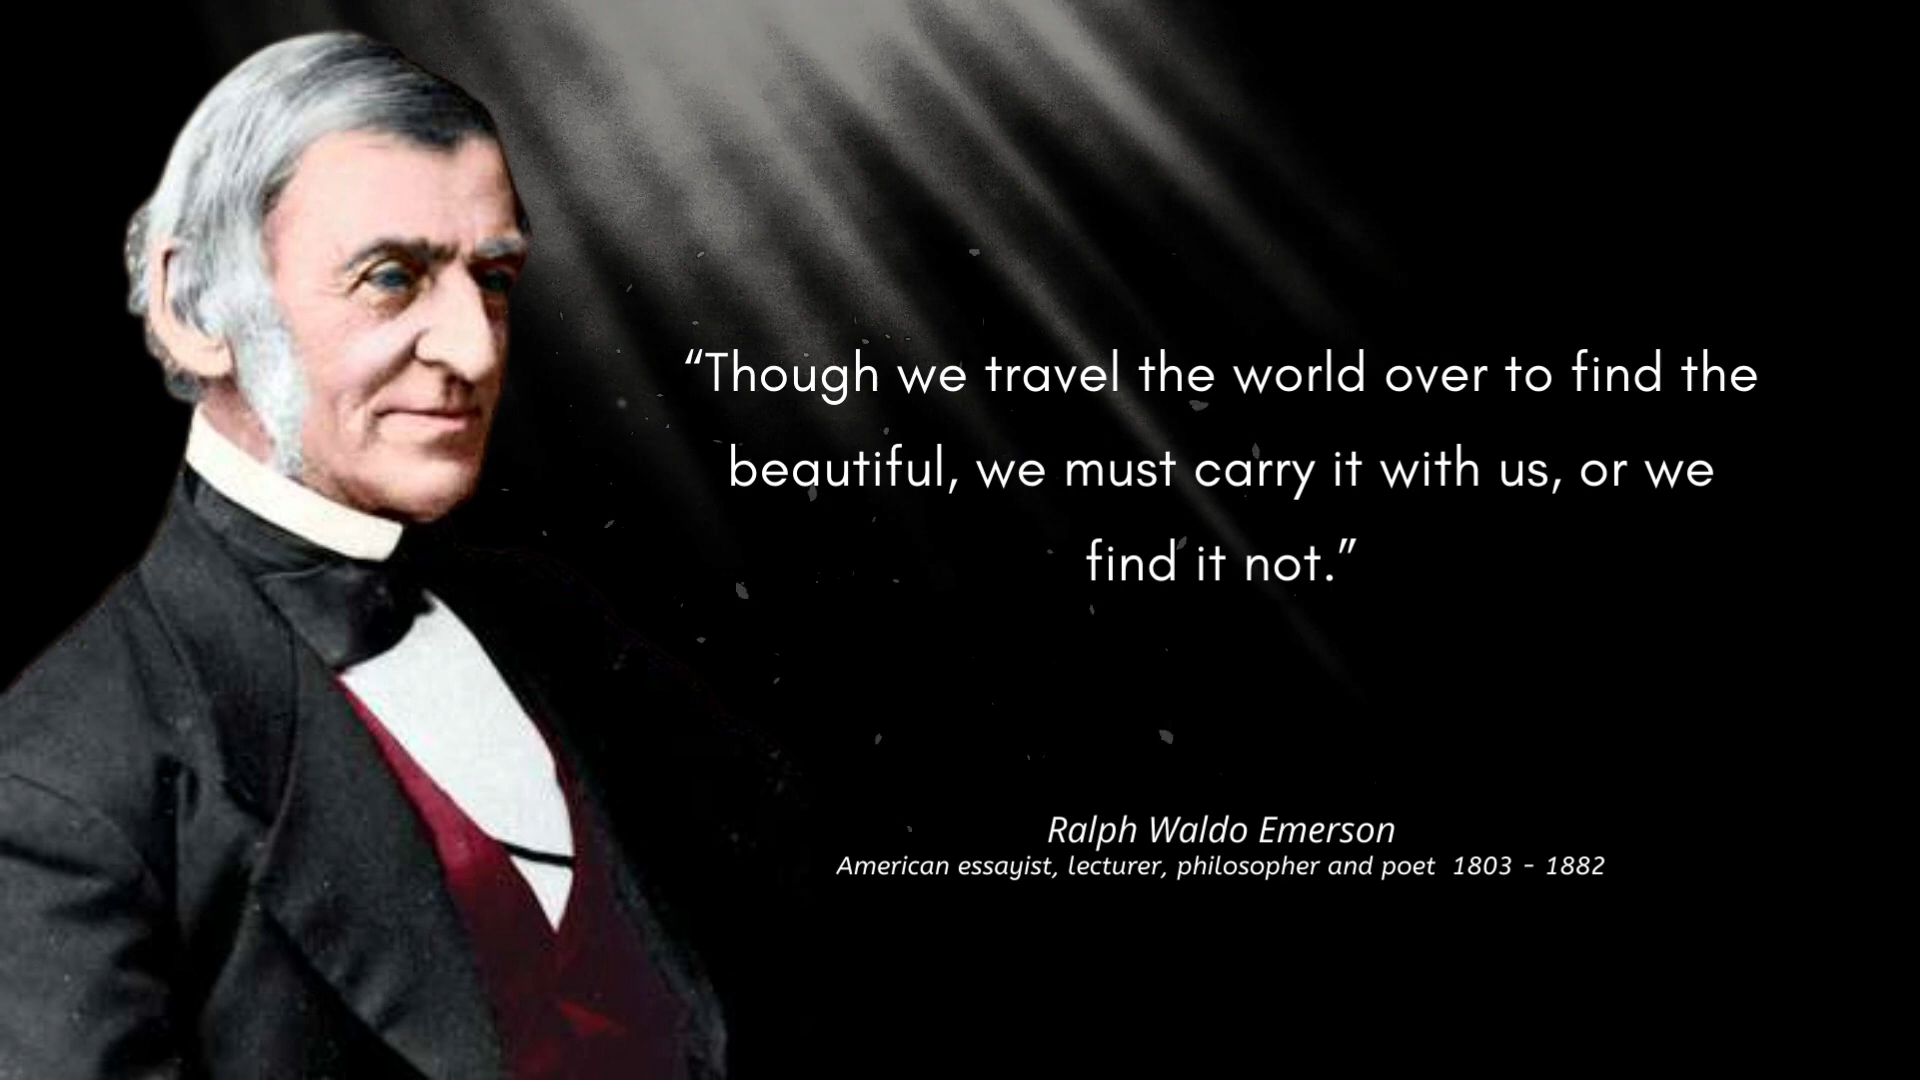 “Though we travel the world over to find the
beautiful, we must carry it with us, or we
find it not.”
Ralph Waldo Emerson
American essayist, lecturer, philosopher and poet 1803 - 1882